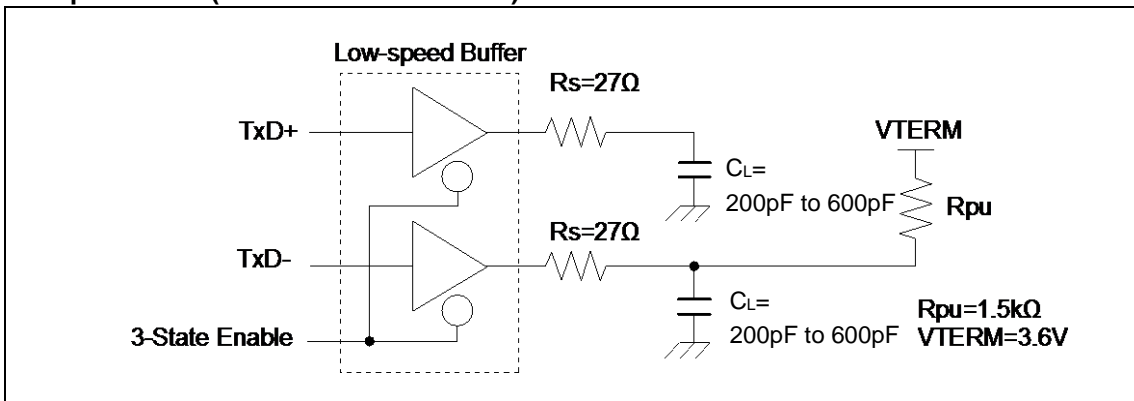 Low-speed Buffer
Rs=27Ω
TxD+
VTERM
CL=
200pF to 600pF
Rpu
Rs=27Ω
TxD-
CL=
200pF to 600pF
Rpu=1.5kΩ
VTERM=3.6V
3-State Enable